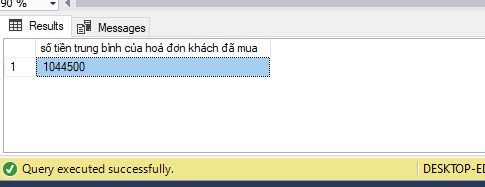 90 %
Results Messages
số tiền trung bình của hoá đơn khách đã mua
1 1044500
Query executed successfully. DESKTOP-ED